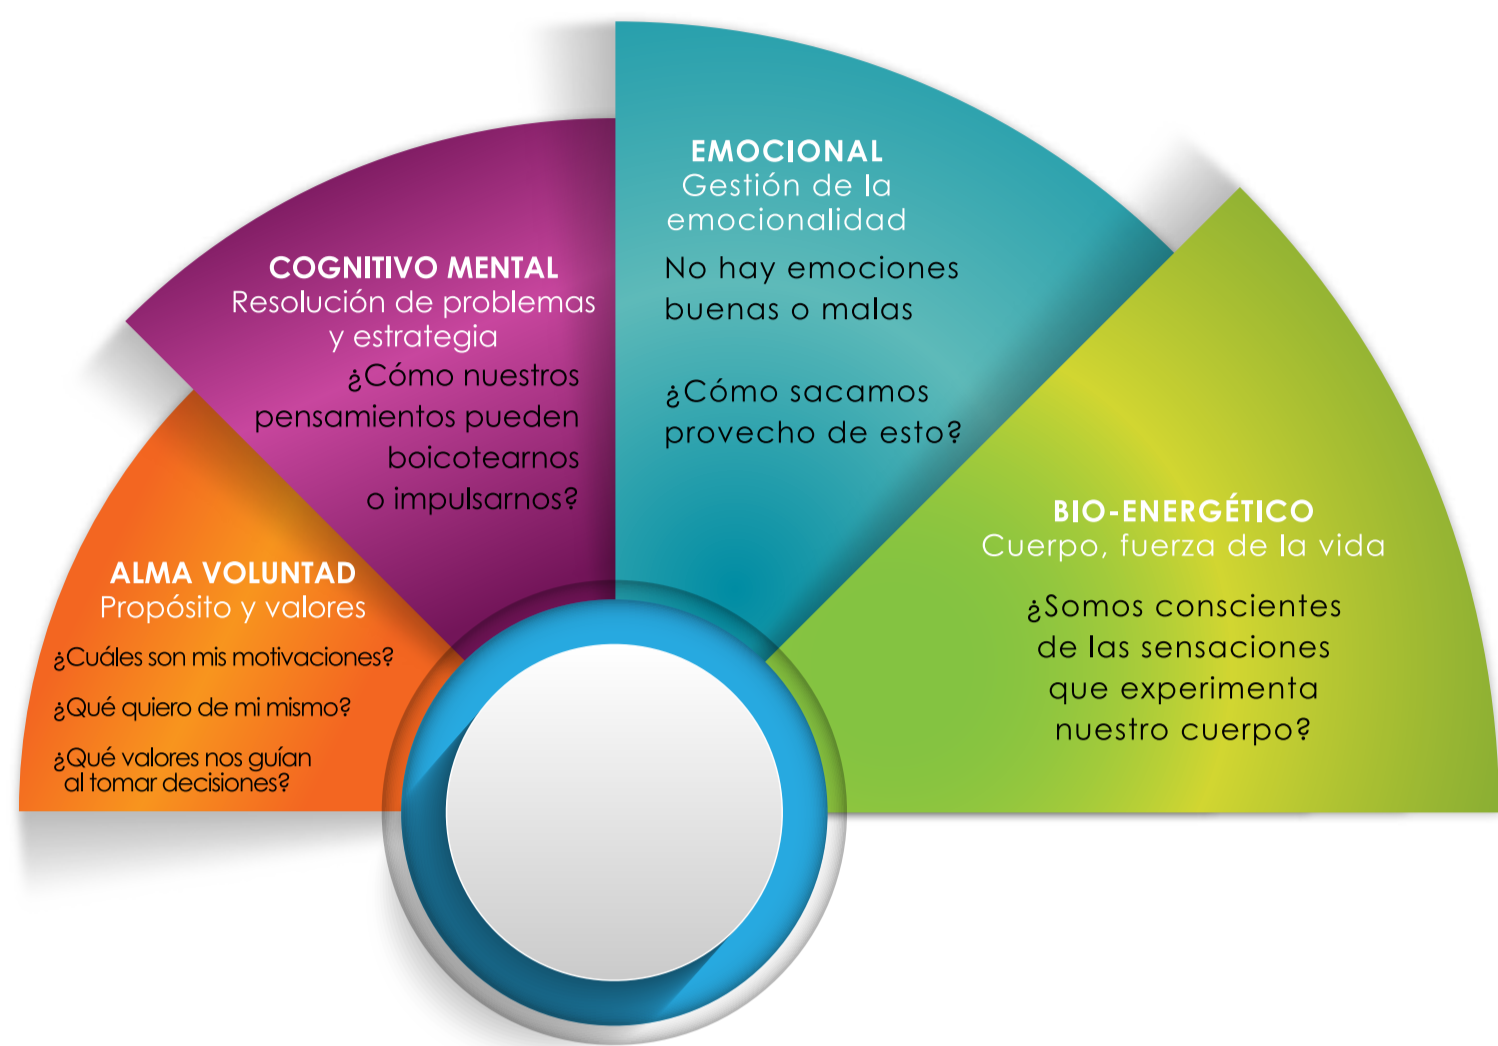 ALMA VOLUNTAD
Propósito y valores
¿Cuáles son mis motivaciones?
¿Qué quiero de mi mismo?
¿Qué valores nos guían
al tomar decisiones?
COGNITIVO MENTAL
Resolución de problemas
y estrategia
¿Cómo nuestros
pensamientos pueden
boicotearnos
o impulsarnos?
EMOCIONAL
Gestión de la
emocionalidad
No hay emociones
buenas o malas
¿Cómo sacamos
provecho de esto?
BIO-ENERGÉTICO
Cuerpo, fuerza de la vida
¿Somos conscientes
de las sensaciones
que experimenta
nuestro cuerpo?